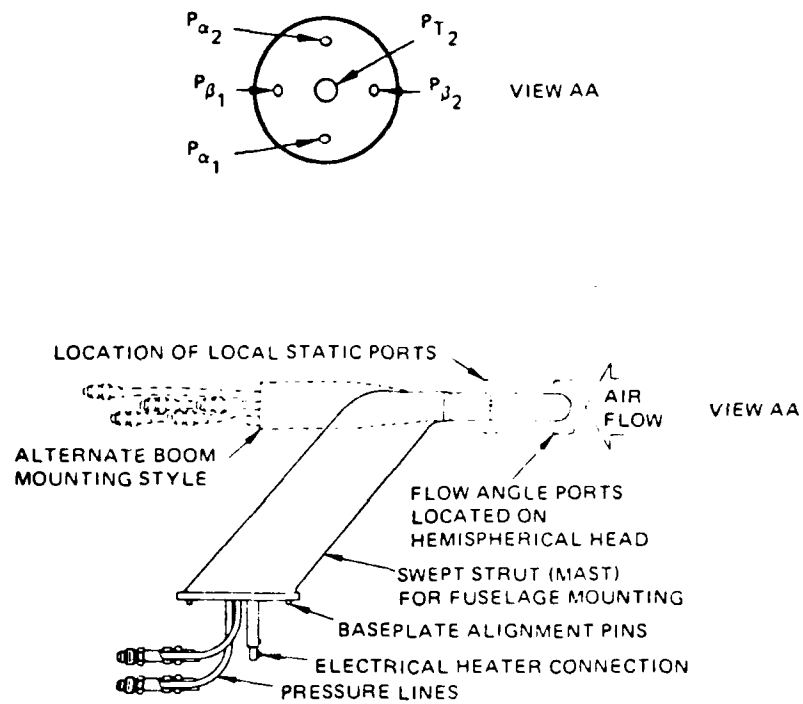 Pα2
PT2
Pβ1
Pβ2
VIEW AA
Pα1
LOCATION OF LOCAL STATIC PORTS
AIR
FLOW
VIEW AA
ALTERNATE BOOM
MOUNTING STYLE
FLOW ANGLE PORTS
LOCATED ON
HEMISPHERICAL HEAD
SWEPT STRUT (MAST)
FOR FUSELAGE MOUNTING
BASEPLATE ALIGNMENT PINS
ELECTRICAL HEATER CONNECTION
PRESSURE LINES